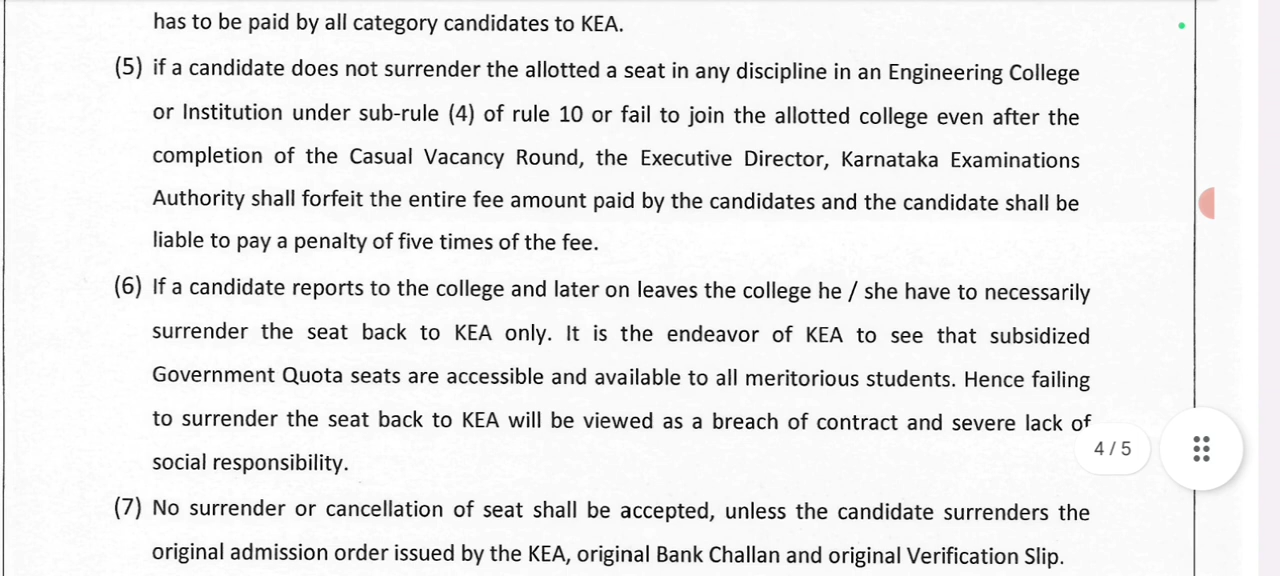 has to be paid by all category candidates to KEA.
(5) if a candidate does not surrender the allotted a seat in any discipline in an Engineering College
or Institution under sub-rule (4) of rule 10 or fail to join the allotted college even after the
completion of the Casual Vacancy Round, the Executive Director, Karnataka Examinations
Authority shall forfeit the entire fee amount paid by the candidates and the candidate shall be
liable to pay a penalty of five times of the fee.
(6) If a candidate reports to the college and later on leaves the college he / she have to necessarily
surrender the seat back to KEA only. It is the endeavor of KEA to see that subsidized
Government Quota seats are accessible and available to all meritorious students. Hence failing
to surrender the seat back to KEA will be viewed as a breach of contract and severe lack of
social responsibility.
4 / 5
(7) No surrender or cancellation of seat shall be accepted, unless the candidate surrenders the
original admission order issued by the KEA, original Bank Challan and original Verification Slip.